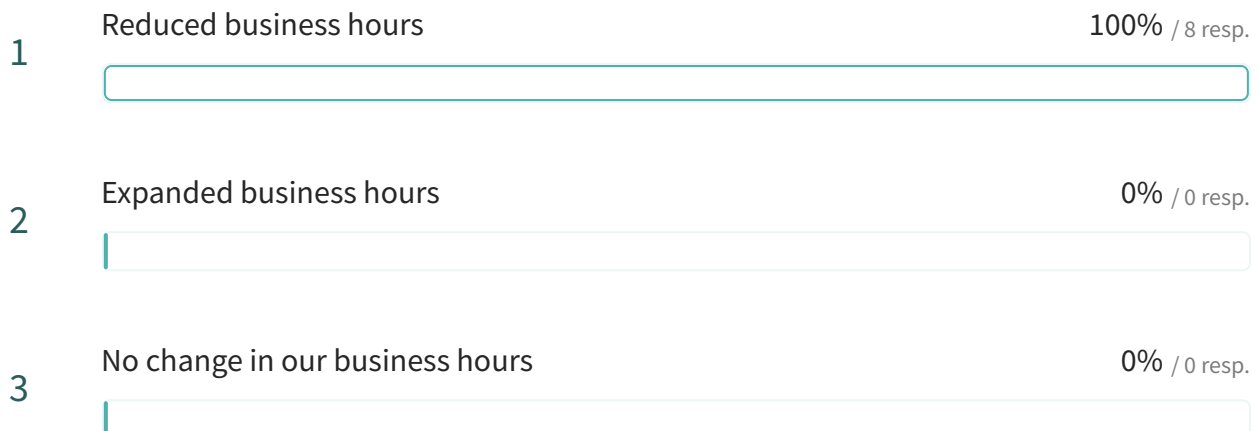 1 Reduced business hours 100% / 8 resp.
2 Expanded business hours 0% / 0 resp.
3 No change in our business hours 0% / 0 resp.